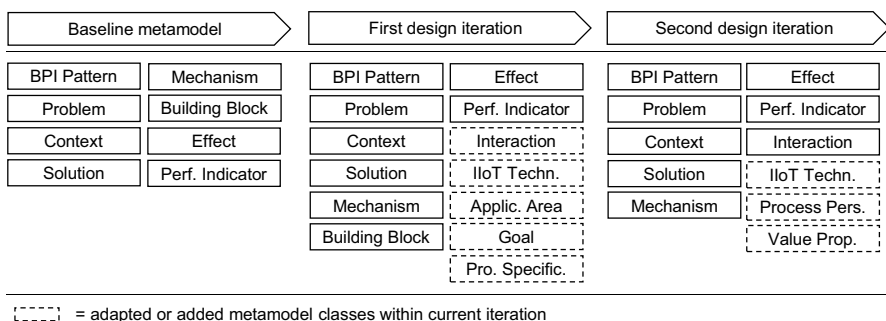 Baseline metamodel First design iteration Second design iteration
BPI Pattern Mechanism BPI Pattern Effect BPI Pattern Effect
Problem Building Block Problem Perf. Indicator Problem Perf. Indicator
Context Effect Context Interaction Context Interaction
Solution Perf. Indicator Solution IIoT Techn. Solution IIoT Techn.
Mechanism Applic. Area Mechanism Process Pers.
Building Block Goal Value Prop.
Pro. Specific.
= adapted or added metamodel classes within current iteration